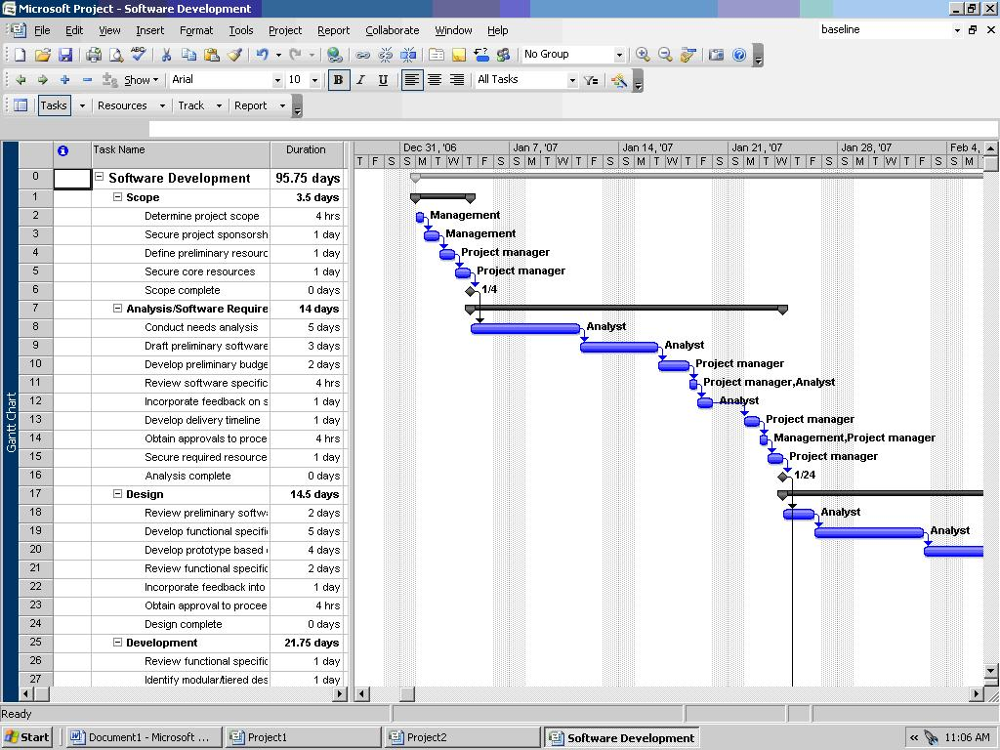 Microsoft Project - Software Development
File Edit View Insert Format Tools Project Report Collaborate Window Help baseline
No Group
Show Arial 10 B I U All Tasks
Tasks Resources Track Report
Task Name Duration Dec 31, '06 Jan 7, '07 Jan 14, '07 Jan 21, '07 Jan 28, '07 Feb 4,
T F S S M T W T F S S M T W T F S S M T W T F S S M T W T F S S M T W T F S S M
0 Software Development 95.75 days
1 Scope 3.5 days
2 Determine project scope 4 hrs Management
3 Secure project sponsorsh 1 day Management
4 Define preliminary resourc 1 day Project manager
5 Secure core resources 1 day Project manager
6 Scope complete 0 days 1/4
7 Analysis/Software Require 14 days
8 Conduct needs analysis 5 days Analyst
9 Draft preliminary software 3 days Analyst
10 Develop preliminary budge 2 days Project manager
11 Review software specific 4 hrs Project manager,Analyst
12 Incorporate feedback on s 1 day Analyst
13 Develop delivery timeline 1 day Project manager
14 Obtain approvals to proce 4 hrs Management,Project manager
15 Secure required resource 1 day Project manager
16 Analysis complete 0 days 1/24
17 Design 14.5 days
18 Review preliminary softw 2 days Analyst
19 Develop functional specifi 5 days Analyst
20 Develop prototype based 4 days
21 Review functional specific 2 days
22 Incorporate feedback into 1 day
23 Obtain approval to procee 4 hrs
24 Design complete 0 days
25 Development 21.75 days
26 Review functional specific 1 day
27 Identify modular/tiered des 1 day
Gantt Chart
Ready
Start Document1 - Microsoft ... Project1 Project2 Software Development « 11:06 AM